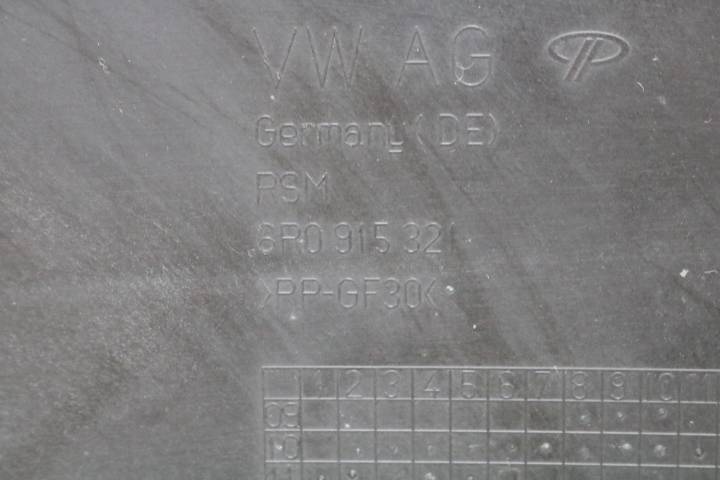 VW AG
Germany (DE)
RSM
6R0 915 321
>PP-GF30<
1 2 3 4 5 6 7 8 9 10 11
09
10
11